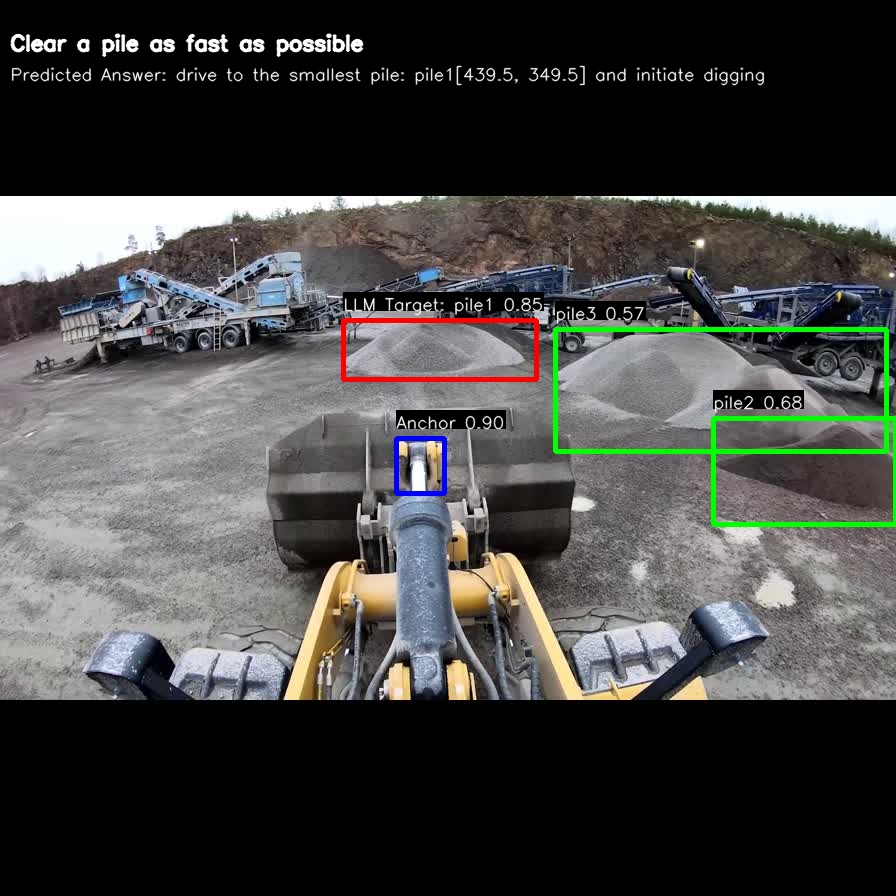 Clear a pile as fast as possible
Predicted Answer: drive to the smallest pile: pile1[439.5, 349.5] and initiate digging
LLM Target: pile1 0.85
pile3 0.57
pile2 0.68
Anchor 0.90